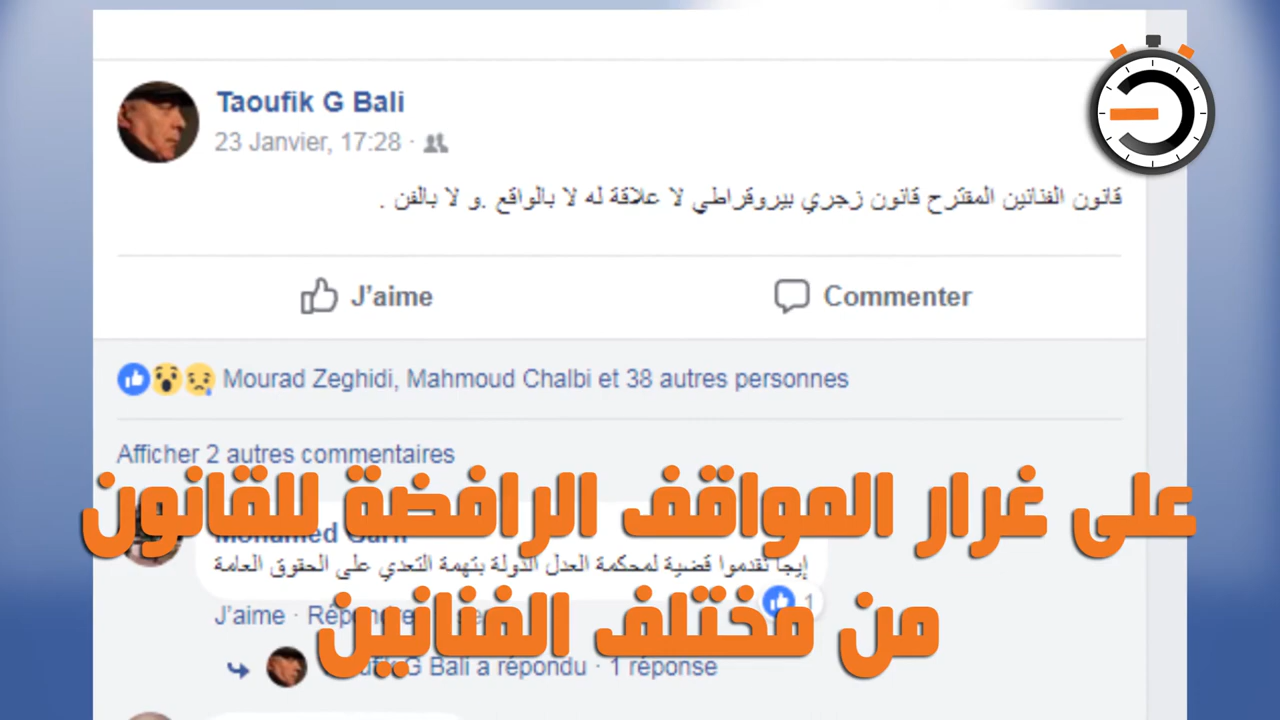 Taoufik G Bali
23 Janvier, 17:28 ·
قانون الفنانين المقترح قانون زجري بيروقراطي لا علاقة له لا بالواقع .و لا بالفن .
J'aime
Commenter
Mourad Zeghidi, Mahmoud Chalbi et 38 autres personnes
Afficher 2 autres commentaires
على غرار المواقف الرافضة للقانون
Mohamed
إيجا نقدموا قضية لمحكمة العدل الدولة بتهمة التعدي على الحقوق العامة
1
J'aime · Répondre
من مختلف الفنانين
G Bali a répondu · 1 réponse